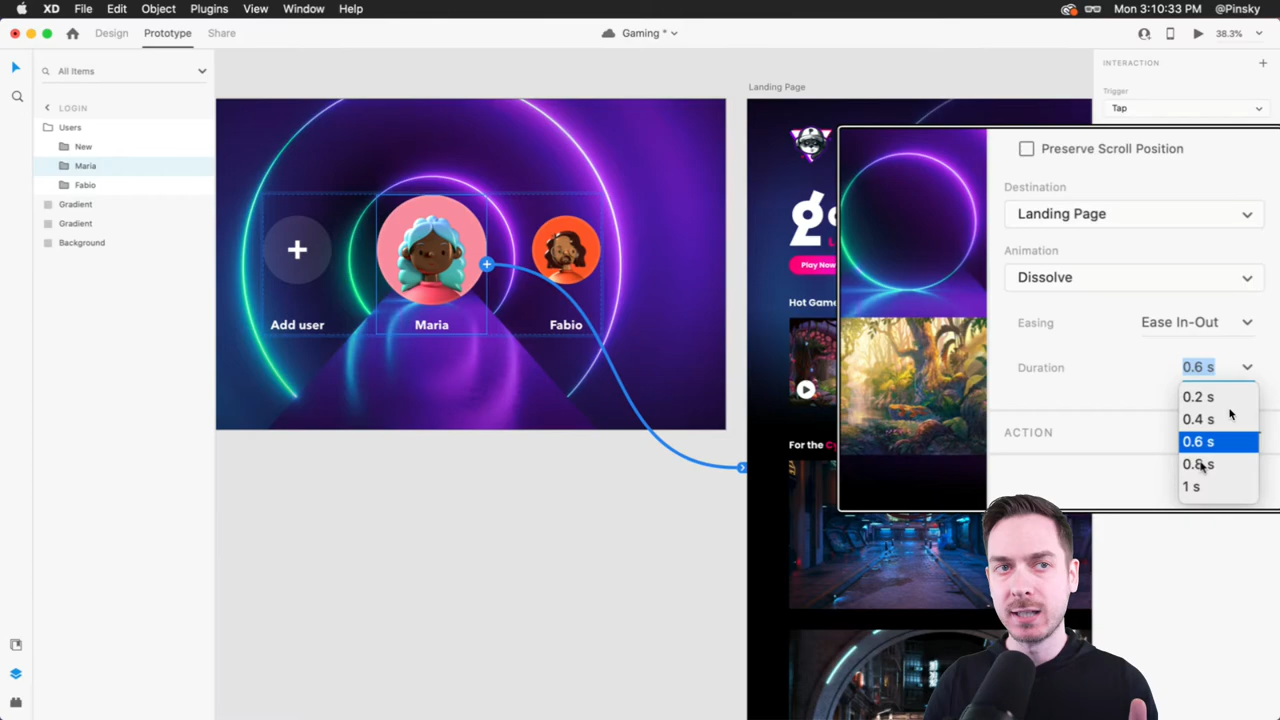 XD File Edit Object Plugins View Window Help
Mon 3:10:33 PM @Pinsky
Design Prototype Share
Gaming *
38.3%
All Items
LOGIN
Users
New
Maria
Fabio
Gradient
Gradient
Background
Add user
Maria
Fabio
Landing Page
Play Now
Hot Game
For the
INTERACTION
Trigger
Tap
Preserve Scroll Position
Destination
Landing Page
Animation
Dissolve
Easing
Ease In-Out
Duration
0.6 s
0.2 s
0.4 s
0.6 s
0.8 s
1 s
ACTION